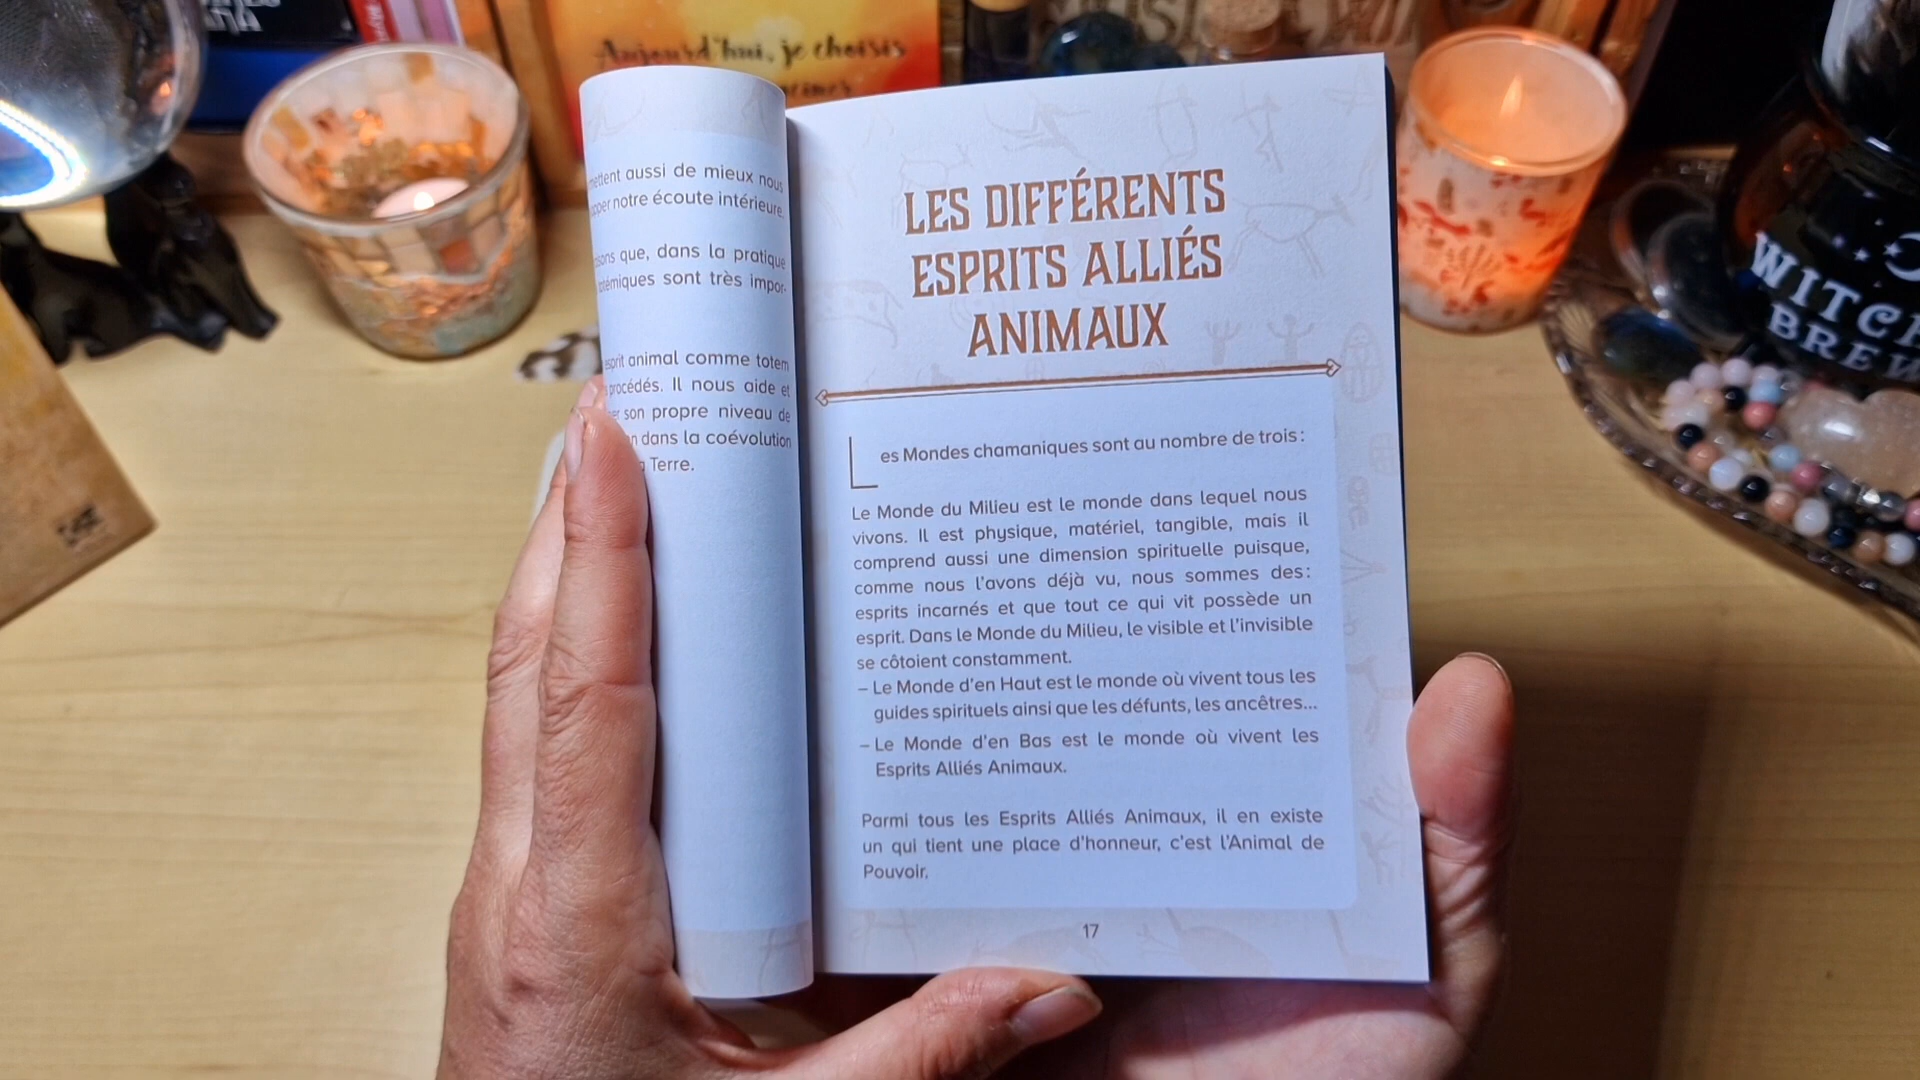 Aujourd'hui, je choisis
aussi de mieux nous
notre écoute intérieure.
que, dans la pratique
sont très impor-
esprit animal comme totem
procédés. Il nous aide et
son propre niveau de
dans la coévolution
Terre.
LES DIFFÉRENTS
ESPRITS ALLIÉS
ANIMAUX
Les Mondes chamaniques sont au nombre de trois :
Le Monde du Milieu est le monde dans lequel nous
vivons. Il est physique, matériel, tangible, mais il
comprend aussi une dimension spirituelle puisque,
comme nous l'avons déjà vu, nous sommes des :
esprits incarnés et que tout ce qui vit possède un
esprit. Dans le Monde du Milieu, le visible et l'invisible
se côtoient constamment.
– Le Monde d'en Haut est le monde où vivent tous les
guides spirituels ainsi que les défunts, les ancêtres...
– Le Monde d'en Bas est le monde où vivent les
Esprits Alliés Animaux.
Parmi tous les Esprits Alliés Animaux, il en existe
un qui tient une place d'honneur, c'est l'Animal de
Pouvoir.
17
WITCH
BREW